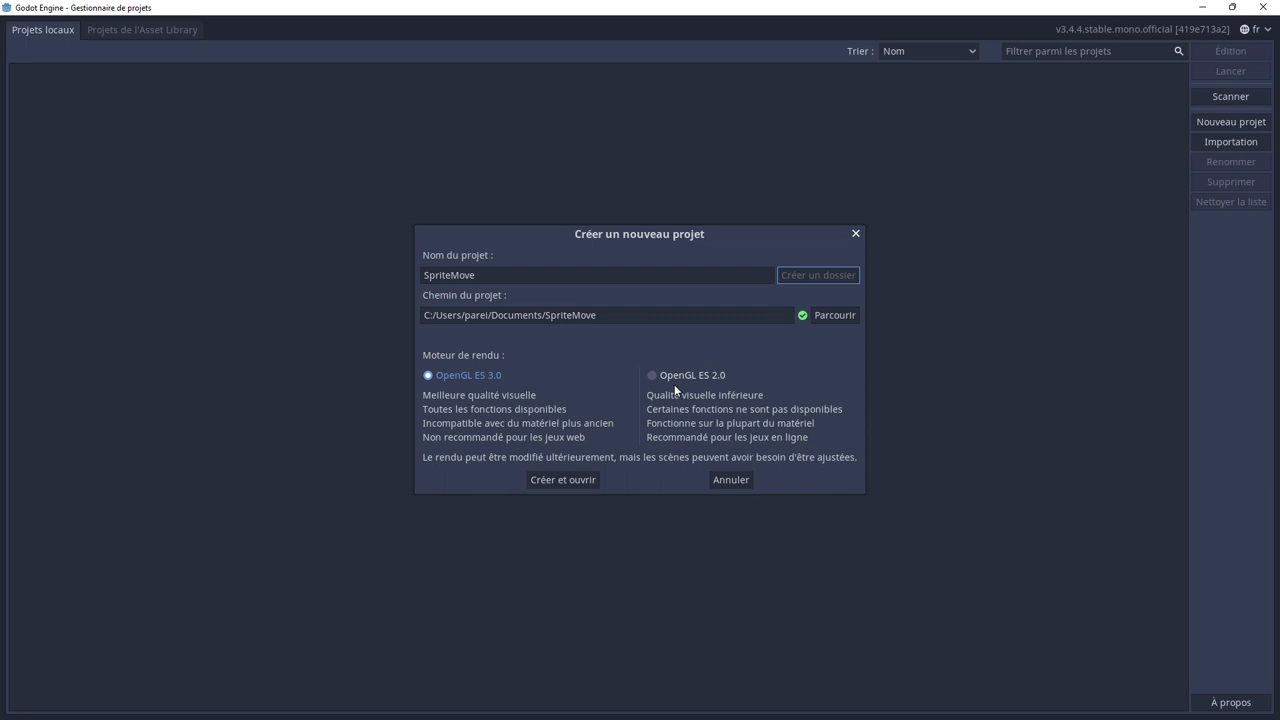 Godot Engine - Gestionnaire de projets
Projets locaux
Projets de l'Asset Library
v3.4.4.stable.mono.official [419e713a2]
fr
Trier :
Nom
Filtrer parmi les projets
Édition
Lancer
Scanner
Nouveau projet
Importation
Renommer
Supprimer
Nettoyer la liste
Créer un nouveau projet
Nom du projet :
SpriteMove
Créer un dossier
Chemin du projet :
C:/Users/parei/Documents/SpriteMove
Parcourir
Moteur de rendu :
OpenGL ES 3.0
Meilleure qualité visuelle
Toutes les fonctions disponibles
Incompatible avec du matériel plus ancien
Non recommandé pour les jeux web
OpenGL ES 2.0
Qualité visuelle inférieure
Certaines fonctions ne sont pas disponibles
Fonctionne sur la plupart du matériel
Recommandé pour les jeux en ligne
Le rendu peut être modifié ultérieurement, mais les scènes peuvent avoir besoin d'être ajustées.
Créer et ouvrir
Annuler
À propos